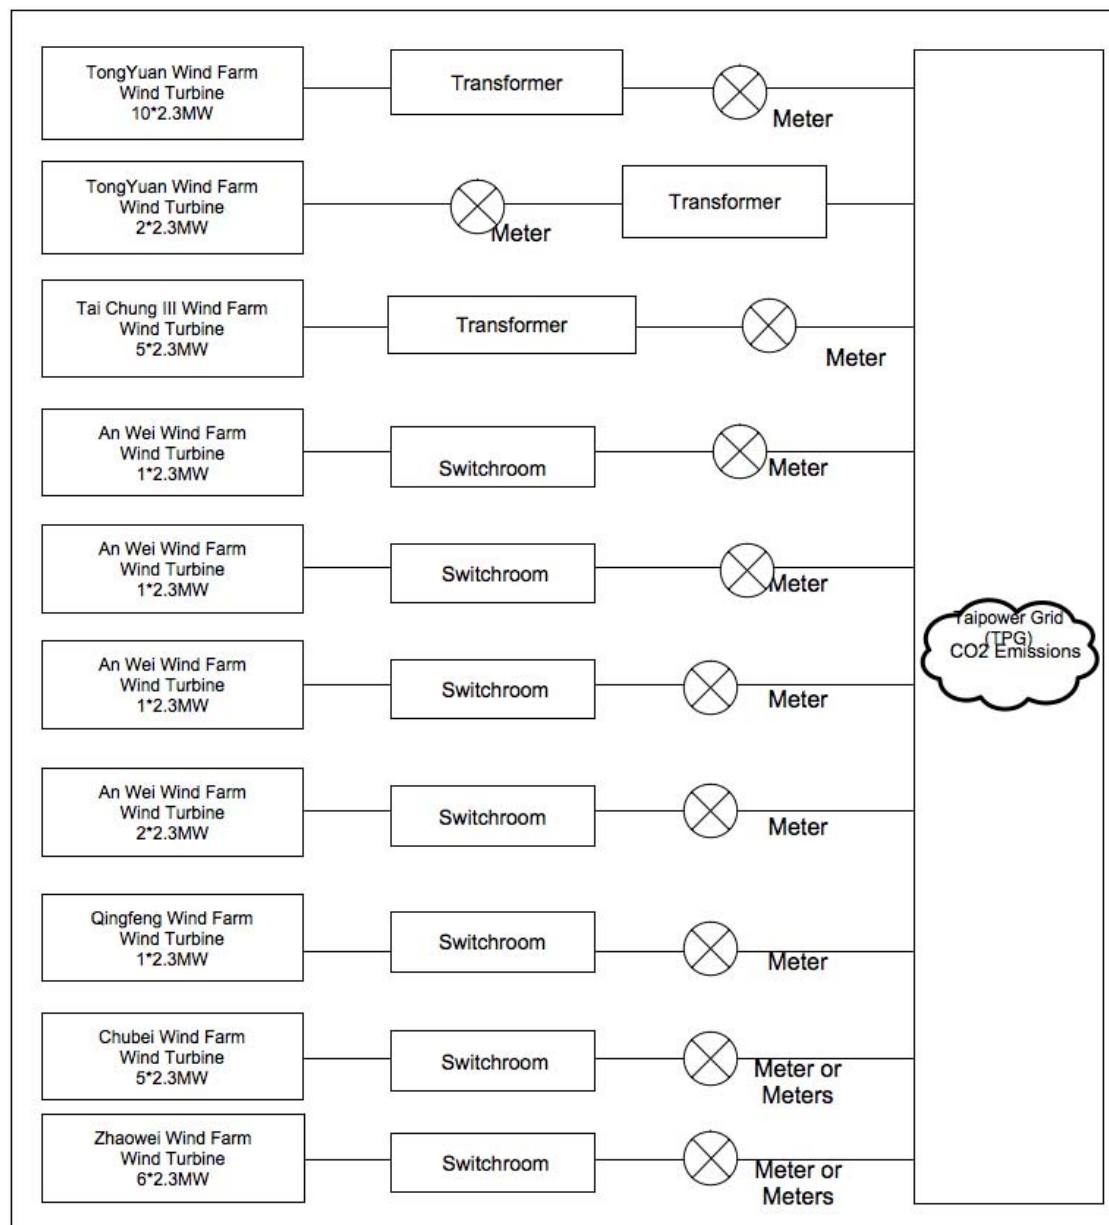 TongYuan Wind Farm
Wind Turbine
10*2.3MW
Transformer
Meter
TongYuan Wind Farm
Wind Turbine
2*2.3MW
Meter
Transformer
Tai Chung III Wind Farm
Wind Turbine
5*2.3MW
Transformer
Meter
An Wei Wind Farm
Wind Turbine
1*2.3MW
Switchroom
Meter
An Wei Wind Farm
Wind Turbine
1*2.3MW
Switchroom
Meter
An Wei Wind Farm
Wind Turbine
1*2.3MW
Switchroom
Meter
An Wei Wind Farm
Wind Turbine
2*2.3MW
Switchroom
Meter
Qingfeng Wind Farm
Wind Turbine
1*2.3MW
Switchroom
Meter
Chubei Wind Farm
Wind Turbine
5*2.3MW
Switchroom
Meter or
Meters
Zhaowei Wind Farm
Wind Turbine
6*2.3MW
Switchroom
Meter or
Meters
Taipower Grid
(TPG)
CO2 Emissions